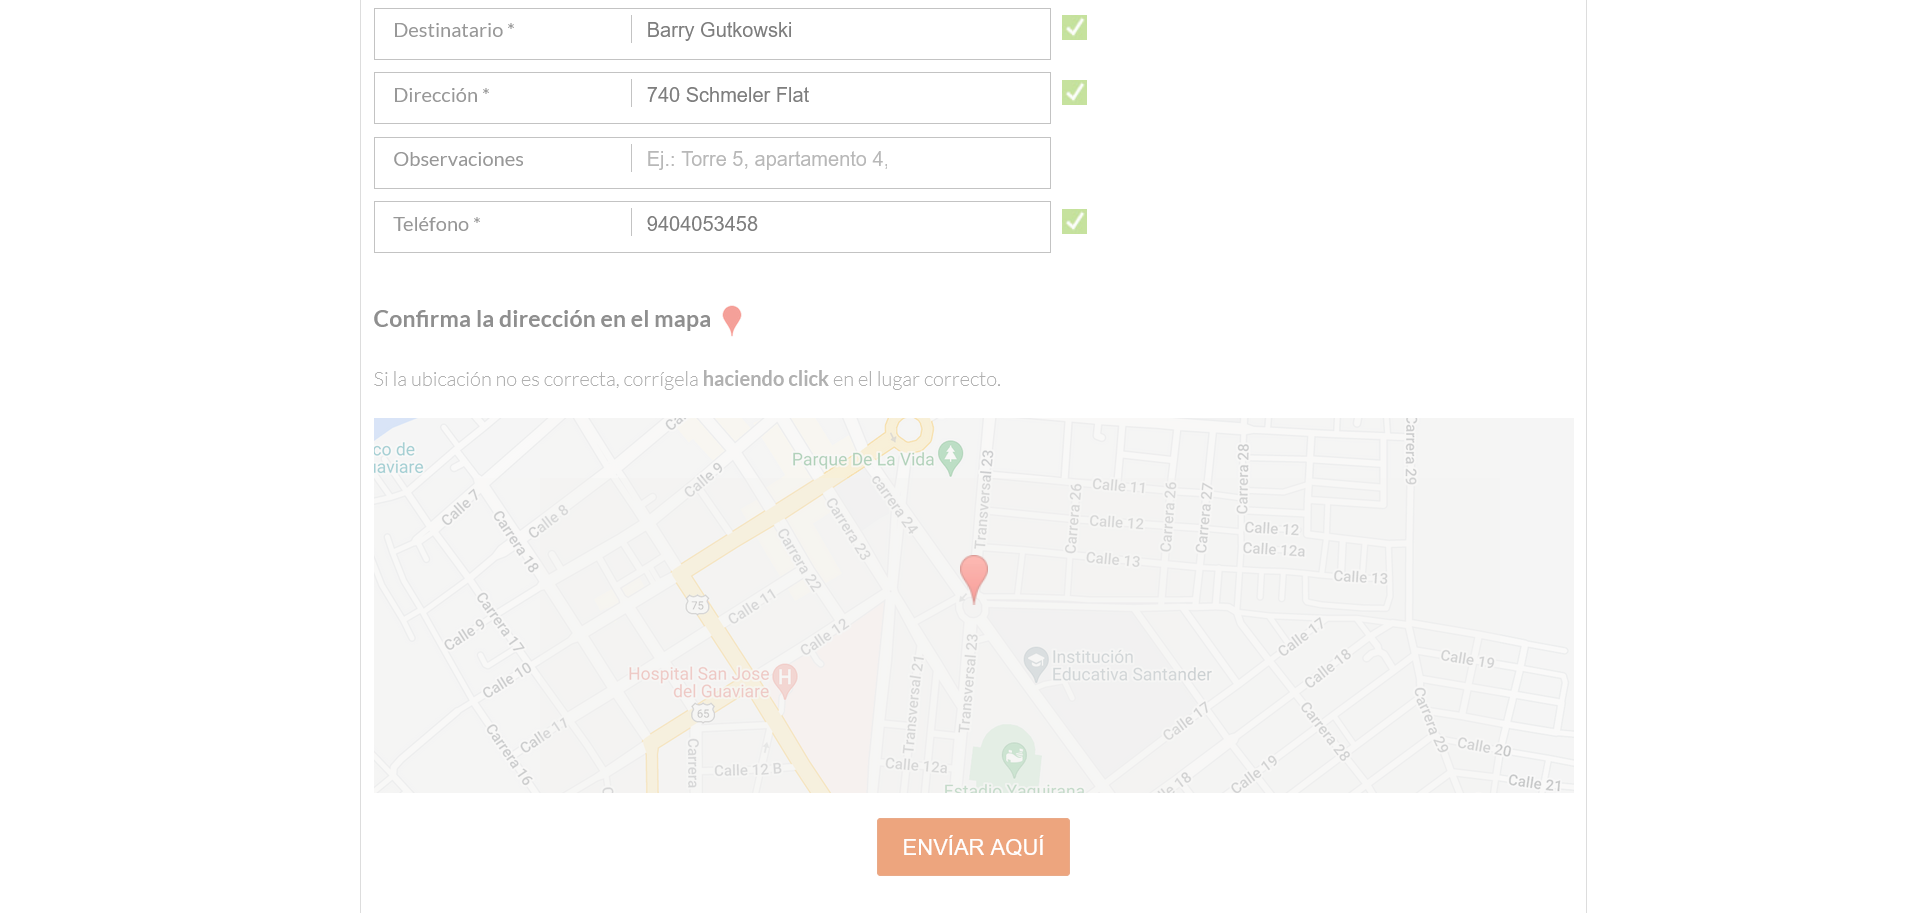 Destinatario * Barry Gutkowski
Dirección * 740 Schmeler Flat
Observaciones Ej.: Torre 5, apartamento 4,
Teléfono * 9404053458
Confirma la dirección en el mapa
Si la ubicación no es correcta, corrígela haciendo click en el lugar correcto.
co de
uaviare
Ca
Calle 9
Calle 7
Calle 8
Carrera 18
Parque De La Vida
carrera 24
Carrera 23
Carrera 22
Transversal 23
Carrera 26
Calle 11
Calle 12
Calle 13
Carrera 26
Carrera 27
Carrera 28
Carrera 29
Calle 12
Calle 12a
Calle 13
75
Calle 11
Calle 12
Carrera 17
Calle 9
Calle 10
Hospital San Jose
del Guaviare
H
65
Calle 11
Carrera 16
Carrera
Calle 12 B
C
Transversal 21
Transversal 23
Calle 12a
Institución
Educativa Santander
Estadio Yaguirana
Calle 17
Calle 18
Calle 17
Calle 18
Calle 19
Carrera 28
Carrera 29
Calle 19
Calle 20
Calle 21
ENVÍAR AQUÍ